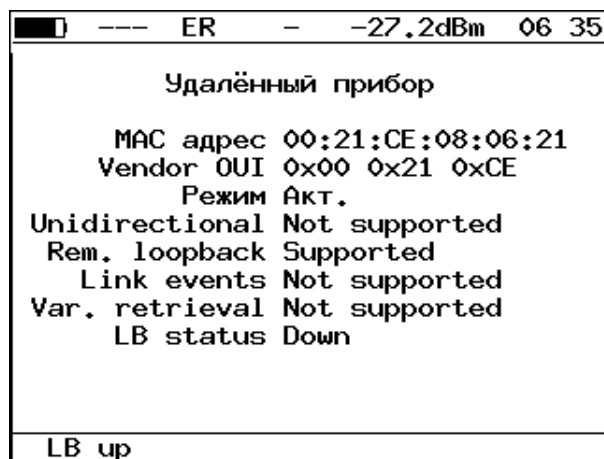 --- ER - -27.2dBm 06 35
Удалённый прибор
MAC адрес 00:21:CE:08:06:21
Vendor OUI 0x00 0x21 0xCE
Режим Акт.
Unidirectional Not supported
Rem. loopback Supported
Link events Not supported
Var. retrieval Not supported
LB status Down
LB up